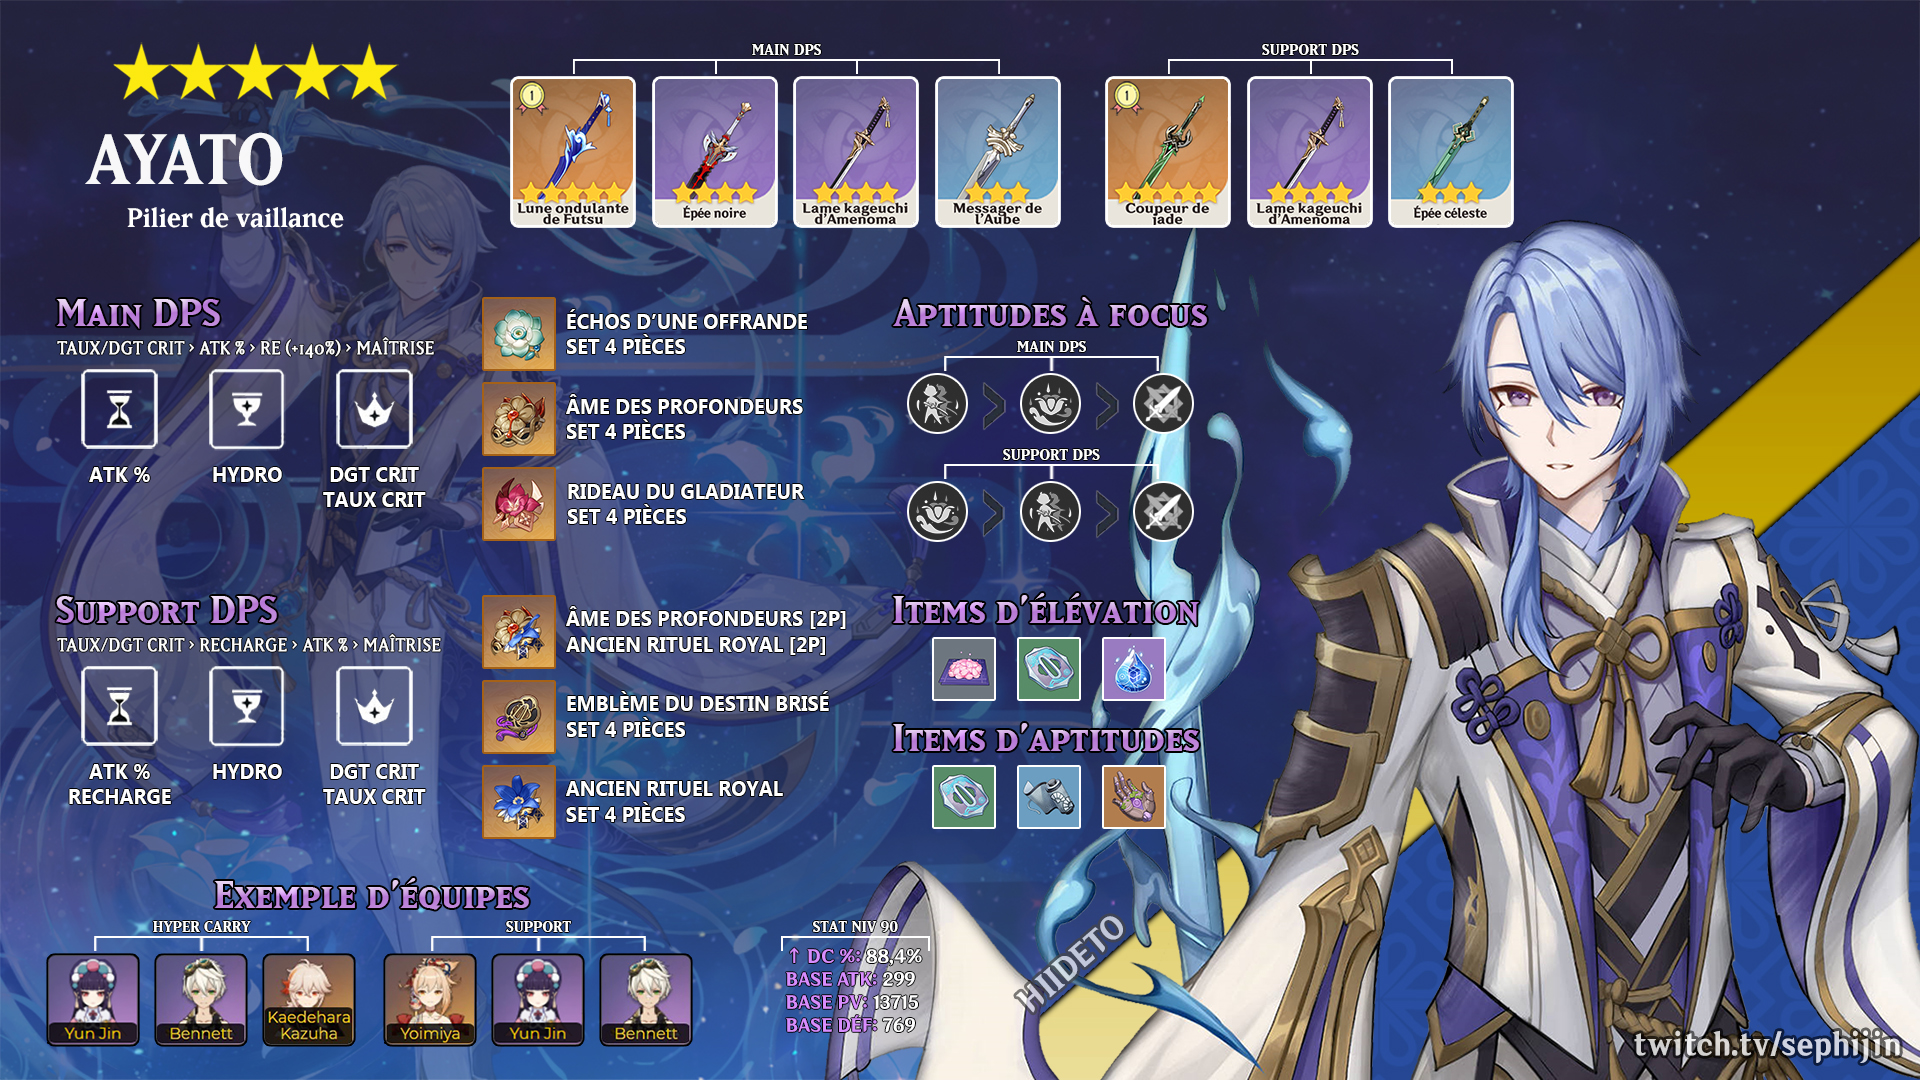 AYATO
Pilier de vaillance
MAIN DPS
1
Lune ondulante
de Futsu
Épée noire
Lame kageuchi
d'Amenoma
Messager de
l'Aube
SUPPORT DPS
1
Coupeur de
jade
Lame kageuchi
d'Amenoma
Épée céleste
MAIN DPS
TAUX/DGT CRIT › ATK % › RE (+140%) › MAÎTRISE
ATK %
HYDRO
DGT CRIT
TAUX CRIT
ÉCHOS D'UNE OFFRANDE
SET 4 PIÈCES
ÂME DES PROFONDEURS
SET 4 PIÈCES
RIDEAU DU GLADIATEUR
SET 4 PIÈCES
APTITUDES À FOCUS
MAIN DPS
SUPPORT DPS
SUPPORT DPS
TAUX/DGT CRIT › RECHARGE › ATK % › MAÎTRISE
ATK %
RECHARGE
HYDRO
DGT CRIT
TAUX CRIT
ÂME DES PROFONDEURS [2P]
ANCIEN RITUEL ROYAL [2P]
EMBLÈME DU DESTIN BRISÉ
SET 4 PIÈCES
ANCIEN RITUEL ROYAL
SET 4 PIÈCES
ITEMS D'ÉLÉVATION
ITEMS D'APTITUDES
EXEMPLE D'ÉQUIPES
HYPER CARRY
Yun Jin
Bennett
Kaedehara
Kazuha
SUPPORT
Yoimiya
Yun Jin
Bennett
STAT NIV 90
↑ DC %: 88,4%
BASE ATK: 299
BASE PV: 13715
BASE DÉF: 769
HIIDETO
twitch.tv/sephijin